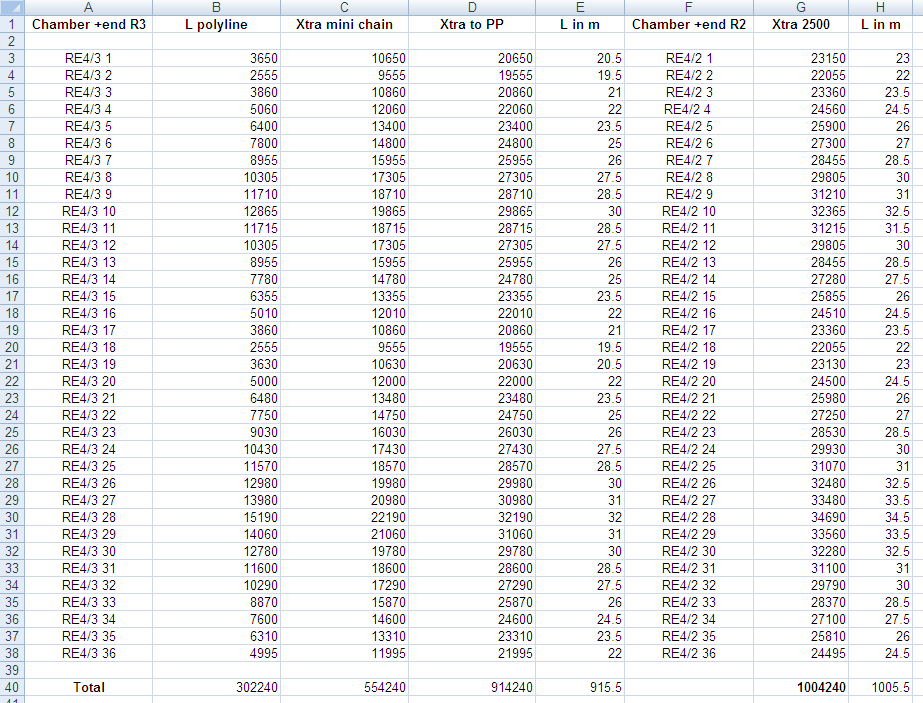 A B C D E F G H
1 Chamber +end R3 L polyline Xtra mini chain Xtra to PP L in m Chamber +end R2 Xtra 2500 L in m
2
3 RE4/3 1 3650 10650 20650 20.5 RE4/2 1 23150 23
4 RE4/3 2 2555 9555 19555 19.5 RE4/2 2 22055 22
5 RE4/3 3 3860 10860 20860 21 RE4/2 3 23360 23.5
6 RE4/3 4 5060 12060 22060 22 RE4/2 4 24560 24.5
7 RE4/3 5 6400 13400 23400 23.5 RE4/2 5 25900 26
8 RE4/3 6 7800 14800 24800 25 RE4/2 6 27300 27
9 RE4/3 7 8955 15955 25955 26 RE4/2 7 28455 28.5
10 RE4/3 8 10305 17305 27305 27.5 RE4/2 8 29805 30
11 RE4/3 9 11710 18710 28710 28.5 RE4/2 9 31210 31
12 RE4/3 10 12865 19865 29865 30 RE4/2 10 32365 32.5
13 RE4/3 11 11715 18715 28715 28.5 RE4/2 11 31215 31.5
14 RE4/3 12 10305 17305 27305 27.5 RE4/2 12 29805 30
15 RE4/3 13 8955 15955 25955 26 RE4/2 13 28455 28.5
16 RE4/3 14 7780 14780 24780 25 RE4/2 14 27280 27.5
17 RE4/3 15 6355 13355 23355 23.5 RE4/2 15 25855 26
18 RE4/3 16 5010 12010 22010 22 RE4/2 16 24510 24.5
19 RE4/3 17 3860 10860 20860 21 RE4/2 17 23360 23.5
20 RE4/3 18 2555 9555 19555 19.5 RE4/2 18 22055 22
21 RE4/3 19 3630 10630 20630 20.5 RE4/2 19 23130 23
22 RE4/3 20 5000 12000 22000 22 RE4/2 20 24500 24.5
23 RE4/3 21 6480 13480 23480 23.5 RE4/2 21 25980 26
24 RE4/3 22 7750 14750 24750 25 RE4/2 22 27250 27
25 RE4/3 23 9030 16030 26030 26 RE4/2 23 28530 28.5
26 RE4/3 24 10430 17430 27430 27.5 RE4/2 24 29930 30
27 RE4/3 25 11570 18570 28570 28.5 RE4/2 25 31070 31
28 RE4/3 26 12980 19980 29980 30 RE4/2 26 32480 32.5
29 RE4/3 27 13980 20980 30980 31 RE4/2 27 33480 33.5
30 RE4/3 28 15190 22190 32190 32 RE4/2 28 34690 34.5
31 RE4/3 29 14060 21060 31060 31 RE4/2 29 33560 33.5
32 RE4/3 30 12780 19780 29780 30 RE4/2 30 32280 32.5
33 RE4/3 31 11600 18600 28600 28.5 RE4/2 31 31100 31
34 RE4/3 32 10290 17290 27290 27.5 RE4/2 32 29790 30
35 RE4/3 33 8870 15870 25870 26 RE4/2 33 28370 28.5
36 RE4/3 34 7600 14600 24600 24.5 RE4/2 34 27100 27.5
37 RE4/3 35 6310 13310 23310 23.5 RE4/2 35 25810 26
38 RE4/3 36 4995 11995 21995 22 RE4/2 36 24495 24.5
39
40 Total 302240 554240 914240 915.5 1004240 1005.5